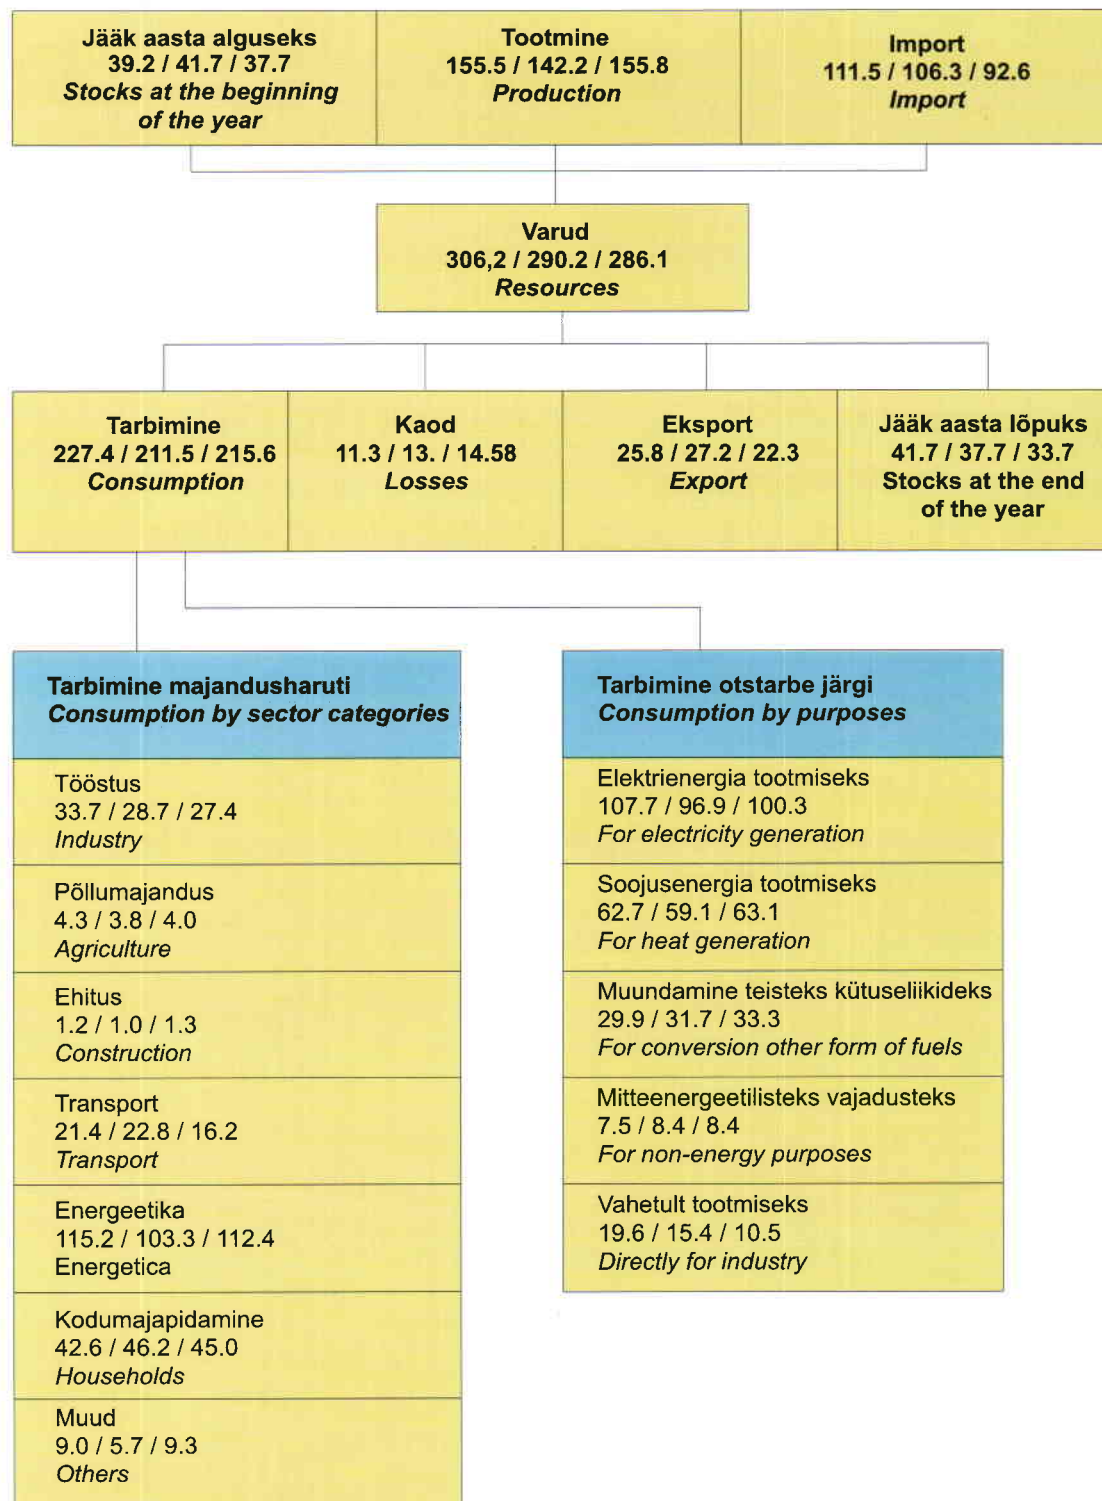 Jääk aasta alguseks
39.2 / 41.7 / 37.7
Stocks at the beginning
of the year
Tootmine
155.5 / 142.2 / 155.8
Production
Import
111.5 / 106.3 / 92.6
Import
Varud
306,2 / 290.2 / 286.1
Resources
Tarbimine
227.4 / 211.5 / 215.6
Consumption
Kaod
11.3 / 13. / 14.58
Losses
Eksport
25.8 / 27.2 / 22.3
Export
Jääk aasta lõpuks
41.7 / 37.7 / 33.7
Stocks at the end
of the year
Tarbimine majandusharuti
Consumption by sector categories
Tööstus
33.7 / 28.7 / 27.4
Industry
Põllumajandus
4.3 / 3.8 / 4.0
Agriculture
Ehitus
1.2 / 1.0 / 1.3
Construction
Transport
21.4 / 22.8 / 16.2
Transport
Energeetika
115.2 / 103.3 / 112.4
Energetica
Kodumajapidamine
42.6 / 46.2 / 45.0
Households
Muud
9.0 / 5.7 / 9.3
Others
Tarbimine otstarbe järgi
Consumption by purposes
Elektrienergia tootmiseks
107.7 / 96.9 / 100.3
For electricity generation
Soojusenergia tootmiseks
62.7 / 59.1 / 63.1
For heat generation
Muundamine teisteks kütuseliikideks
29.9 / 31.7 / 33.3
For conversion other form of fuels
Mitteenergeetilisteks vajadusteks
7.5 / 8.4 / 8.4
For non-energy purposes
Vahetult tootmiseks
19.6 / 15.4 / 10.5
Directly for industry